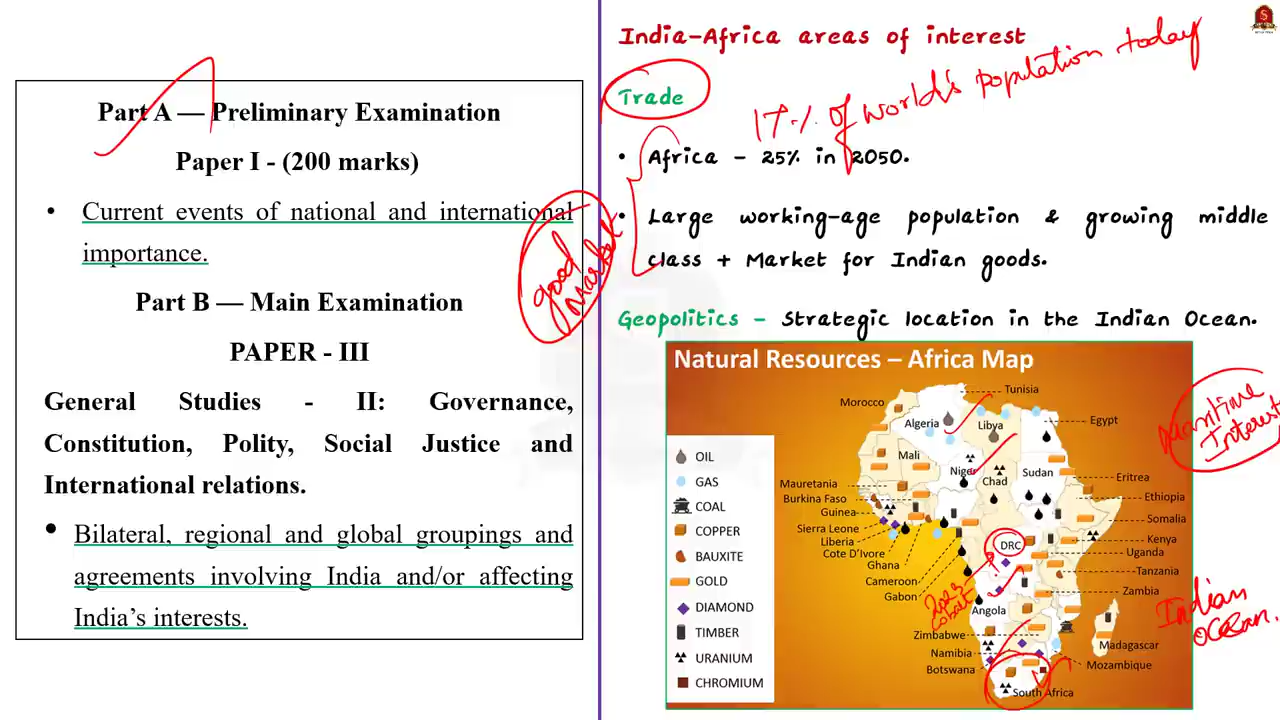 Part A — Preliminary Examination
Paper I - (200 marks)
• Current events of national and international
importance.
Part B — Main Examination
PAPER - III
General Studies - II: Governance,
Constitution, Polity, Social Justice and
International relations.
• Bilateral, regional and global groupings and
agreements involving India and/or affecting
India's interests.
good
market
India-Africa areas of interest
Trade
17% of world's population today
• Africa - 25% in 2050.
• Large working-age population & growing middle
class + Market for Indian goods.
Geopolitics - Strategic location in the Indian Ocean.
Natural Resources – Africa Map
OIL
GAS
COAL
COPPER
BAUXITE
GOLD
DIAMOND
TIMBER
URANIUM
CHROMIUM
Tunisia
Morocco
Algeria
Libya
Egypt
Mali
Niger
Chad
Sudan
Eritrea
Mauretania
Burkina Faso
Ethiopia
Guinea
Somalia
Sierra Leone
Liberia
Kenya
Cote D'Ivore
DRC
Uganda
Ghana
Tanzania
Cameroon
Gabon
Zambia
Angola
Zimbabwe
Madagascar
Namibia
Botswana
Mozambique
South Africa
cobalt
Maritime
Interest
Indian
Ocean.